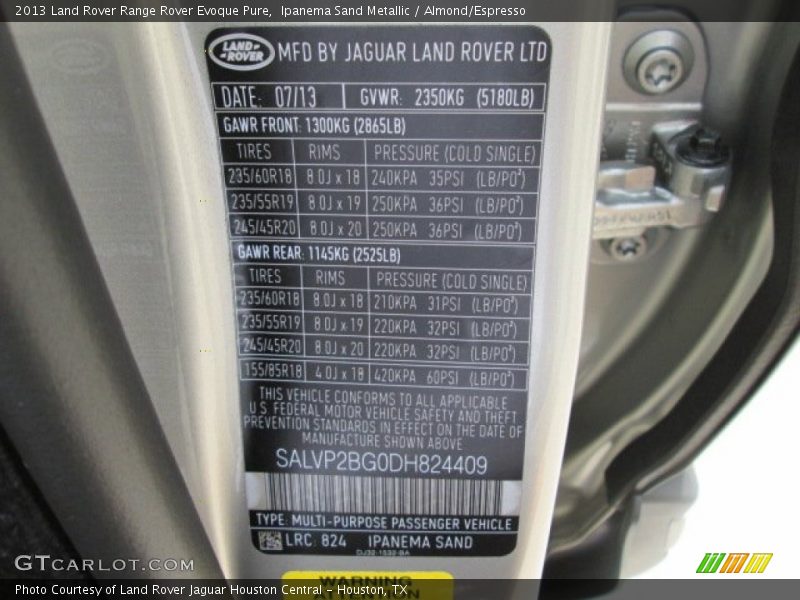 2013 Land Rover Range Rover Evoque Pure,  Ipanema Sand Metallic / Almond/Espresso
LAND-ROVER MFD BY JAGUAR LAND ROVER LTD
DATE: 07/13 GVWR: 2350KG (5180LB)
GAWR FRONT: 1300KG (2865LB)
TIRES RIMS PRESSURE (COLD SINGLE)
235/60R18 8.0J x 18 240KPA 35PSI (LB/PO²)
235/55R19 8.0J x 19 250KPA 36PSI (LB/PO²)
245/45R20 8.0J x 20 250KPA 36PSI (LB/PO²)
GAWR REAR: 1145KG (2525LB)
TIRES RIMS PRESSURE (COLD SINGLE)
235/60R18 8.0J x 18 210KPA 31PSI (LB/PO²)
235/55R19 8.0J x 19 220KPA 32PSI (LB/PO²)
245/45R20 8.0J x 20 220KPA 32PSI (LB/PO²)
155/85R18 4.0J x 18 420KPA 60PSI (LB/PO²)
THIS VEHICLE CONFORMS TO ALL APPLICABLE
U.S. FEDERAL MOTOR VEHICLE SAFETY AND THEFT
PREVENTION STANDARDS IN EFFECT ON THE DATE OF
MANUFACTURE SHOWN ABOVE
SALVP2BG0DH824409
TYPE: MULTI-PURPOSE PASSENGER VEHICLE
LRC: 824 IPANEMA SAND
DJ32-1532-BA
WARNING
GTCARLOT.COM
Photo Courtesy of Land Rover Jaguar Houston Central - Houston, TX